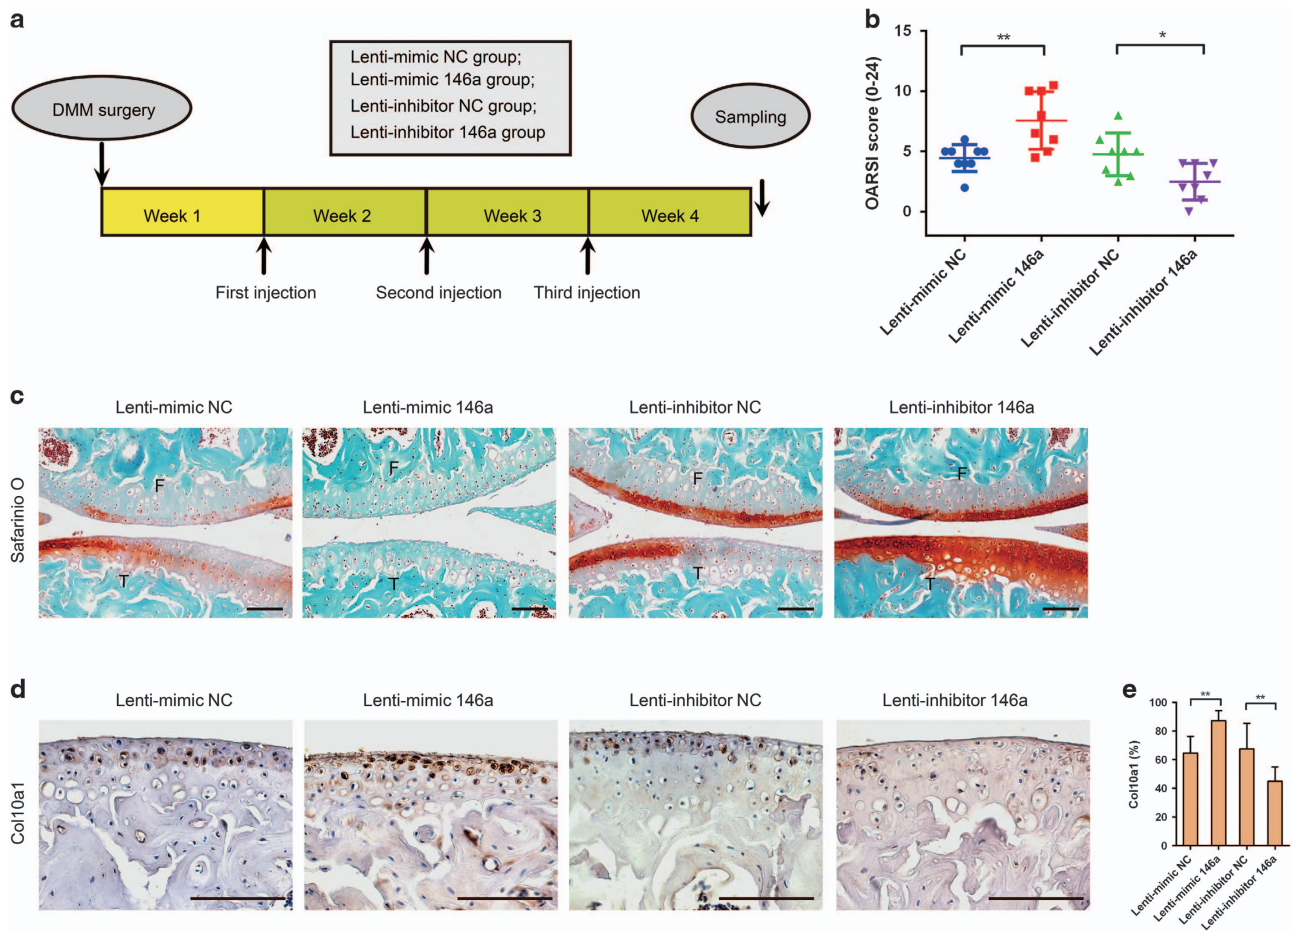 a
DMM surgery
Lenti-mimic NC group;
Lenti-mimic 146a group;
Lenti-inhibitor NC group;
Lenti-inhibitor 146a group
Sampling
Week 1
Week 2
Week 3
Week 4
First injection
Second injection
Third injection
b
OARSI score (0-24)
15
10
5
0
**
*
Lenti-mimic NC
Lenti-mimic 146a
Lenti-inhibitor NC
Lenti-inhibitor 146a
c
Lenti-mimic NC
Lenti-mimic 146a
Lenti-inhibitor NC
Lenti-inhibitor 146a
Safarinio O
F
T
F
T
F
T
F
T
d
Lenti-mimic NC
Lenti-mimic 146a
Lenti-inhibitor NC
Lenti-inhibitor 146a
Col10a1
e
Col10a1 (%)
100
80
60
40
20
0
**
**
Lenti-mimic NC
Lenti-mimic 146a
Lenti-inhibitor NC
Lenti-inhibitor 146a